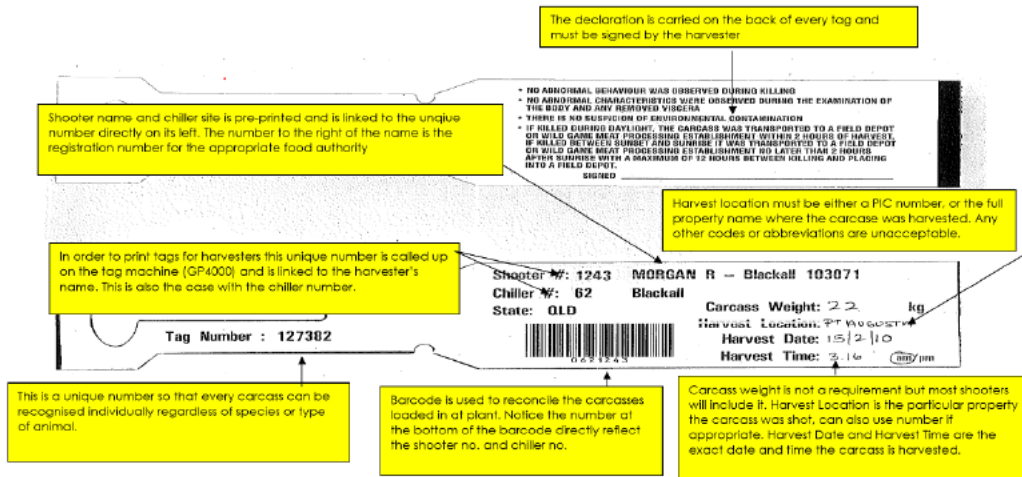 The declaration is carried on the back of every tag and
must be signed by the harvester
• NO ABNORMAL BEHAVIOUR WAS OBSERVED DURING KILLING
• NO ABNORMAL CHARACTERISTICS WERE OBSERVED DURING THE EXAMINATION OF
THE BODY AND ANY REMOVED VISCERA
• THERE IS NO SUSPICION OF ENVIRONMENTAL CONTAMINATION
• IF KILLED DURING DAYLIGHT, THE CARCASS WAS TRANSPORTED TO A FIELD DEPOT
OR WILD GAME MEAT PROCESSING ESTABLISHMENT WITHIN 2 HOURS OF HARVEST,
IF KILLED BETWEEN SUNSET AND SUNRISE IT WAS TRANSPORTED TO A FIELD DEPOT
OR WILD GAME MEAT PROCESSING ESTABLISHMENT NO LATER THAN 2 HOURS
AFTER SUNRISE WITH A MAXIMUM OF 12 HOURS BETWEEN KILLING AND PLACING
INTO A FIELD DEPOT.
SIGNED
Shooter name and chiller site is pre-printed and is linked to the unqiue
number directly on its left. The number to the right of the name is the
registration number for the appropriate food authority
Harvest location must be either a PIC number, or the full
property name where the carcase was harvested. Any
other codes or abbreviations are unacceptable.
In order to print tags for harvesters this unique number is called up
on the tag machine (GP4000) and is linked to the harvester's
name. This is also the case with the chiller number.
Shooter #: 1243 MORGAN R – Blackall 103071
Chiller #: 62 Blackall
State: QLD
Carcass Weight: 22 kg
Harvest Location: PT AUGUSTA
Harvest Date: 15/2/10
Harvest Time: 3.16 am/pm
Tag Number : 127382
0621243
This is a unique number so that every carcass can be
recognised individually regardless of species or type
of animal.
Barcode is used to reconcile the carcasses
loaded in at plant. Notice the number at
the bottom of the barcode directly reflect
the shooter no. and chiller no.
Carcass weight is not a requirement but most shooters
will include it. Harvest Location is the particular property
the carcass was shot, can also use number if
appropriate. Harvest Date and Harvest Time are the
exact date and time the carcass is harvested.